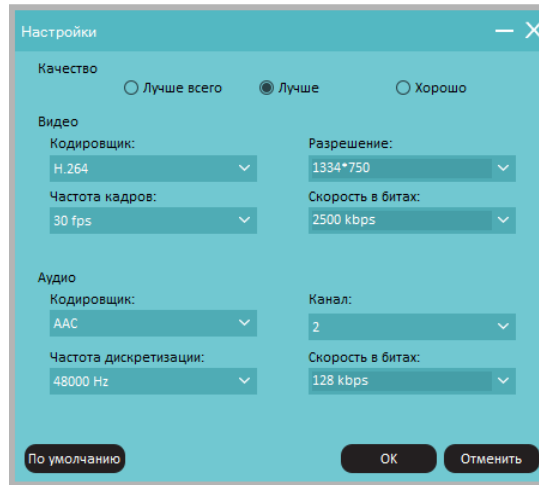 Настройки
Качество
Лучше всего Лучше Хорошо
Видео
Кодировщик: Разрешение:
H.264 1334*750
Частота кадров: Скорость в битах:
30 fps 2500 kbps
Аудио
Кодировщик: Канал:
AAC 2
Частота дискретизации: Скорость в битах:
48000 Hz 128 kbps
По умолчанию OK Отменить